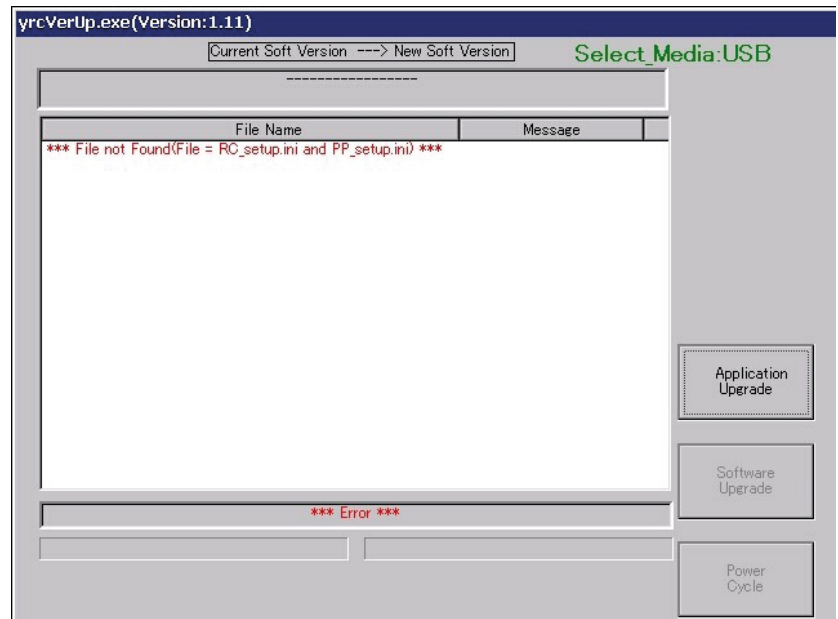 yrcVerUp.exe(Version:1.11)
Current Soft Version ---> New Soft Version
Select_Media:USB
-----------------
File Name
Message
*** File not Found(File = RC_setup.ini and PP_setup.ini) ***
Application
Upgrade
Software
Upgrade
*** Error ***
Power
Cycle